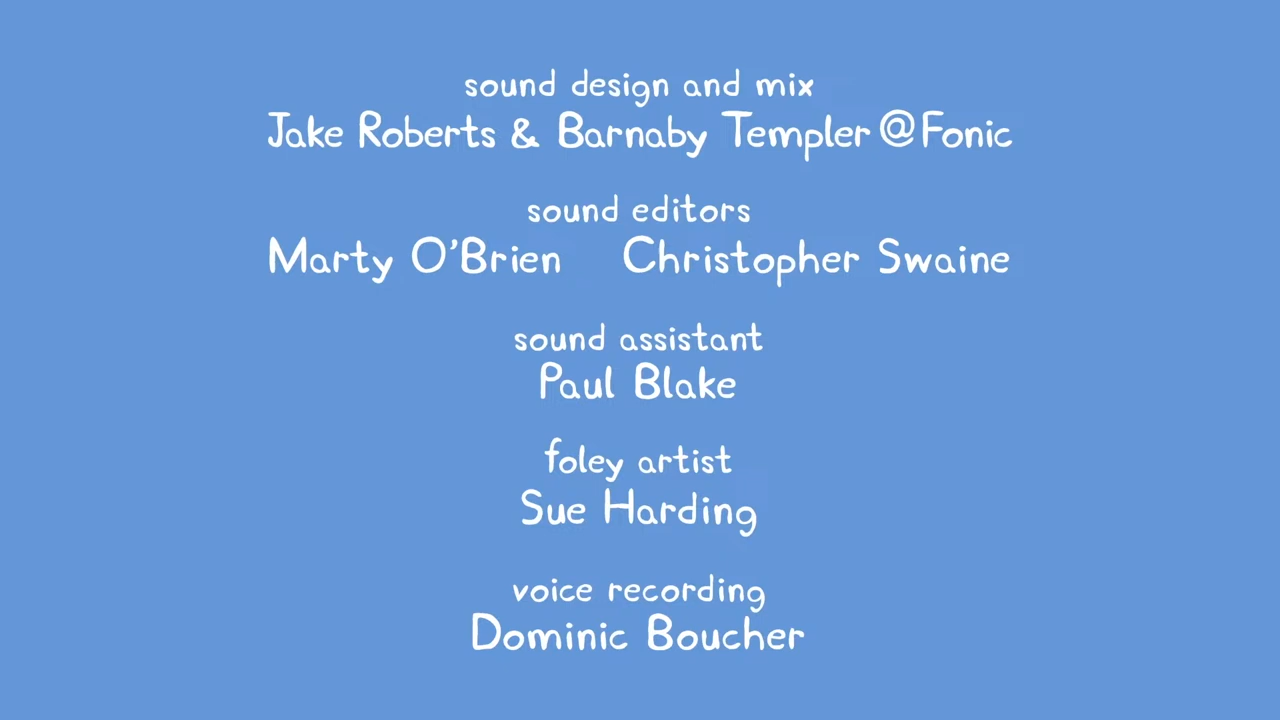 sound design and mix
Jake Roberts & Barnaby Templer @ Fonic
sound editors
Marty O'Brien Christopher Swaine
sound assistant
Paul Blake
foley artist
Sue Harding
voice recording
Dominic Boucher